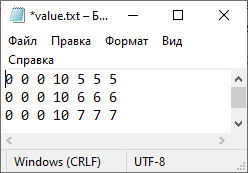 *value.txt – Б...
Файл Правка Формат Вид
Справка
0 0 0 10 5 5 5
0 0 0 10 6 6 6
0 0 0 10 7 7 7
Windows (CRLF) UTF-8